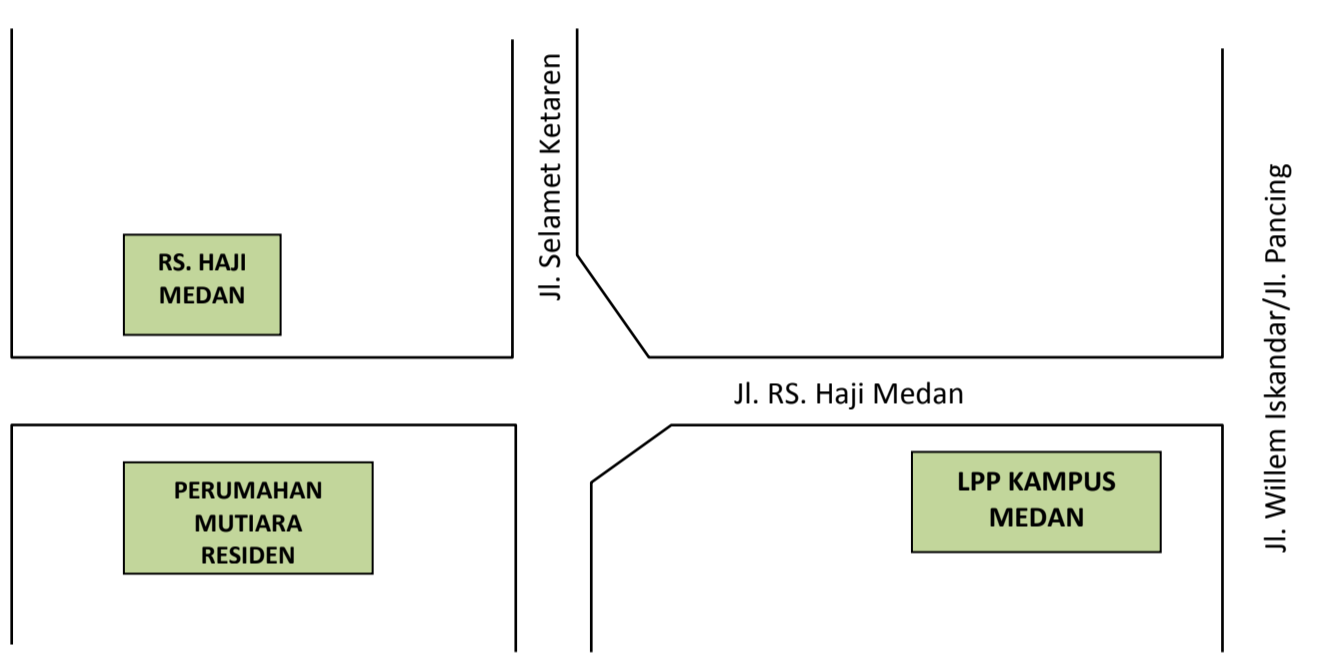 Jl. Selamet Ketaren
RS. HAJI
MEDAN
Jl. Willem Iskandar/Jl. Pancing
Jl. RS. Haji Medan
PERUMAHAN
MUTIARA
RESIDEN
LPP KAMPUS
MEDAN